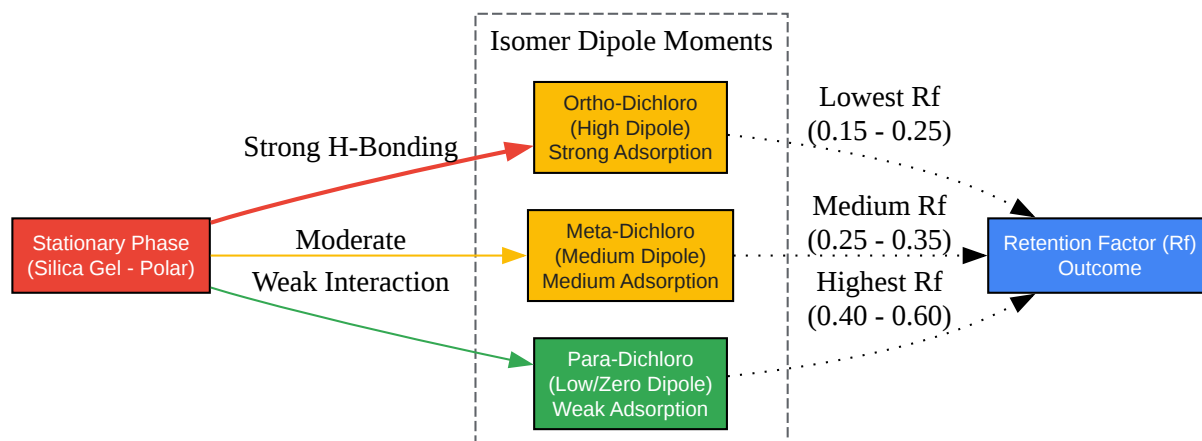 Isomer Dipole Moments
Stationary Phase
(Silica Gel - Polar)
Strong H-Bonding
Moderate
Weak Interaction
Ortho-Dichloro
(High Dipole)
Strong Adsorption
Meta-Dichloro
(Medium Dipole)
Medium Adsorption
Para-Dichloro
(Low/Zero Dipole)
Weak Adsorption
Lowest Rf
(0.15 - 0.25)
Medium Rf
(0.25 - 0.35)
Highest Rf
(0.40 - 0.60)
Retention Factor (Rf)
Outcome